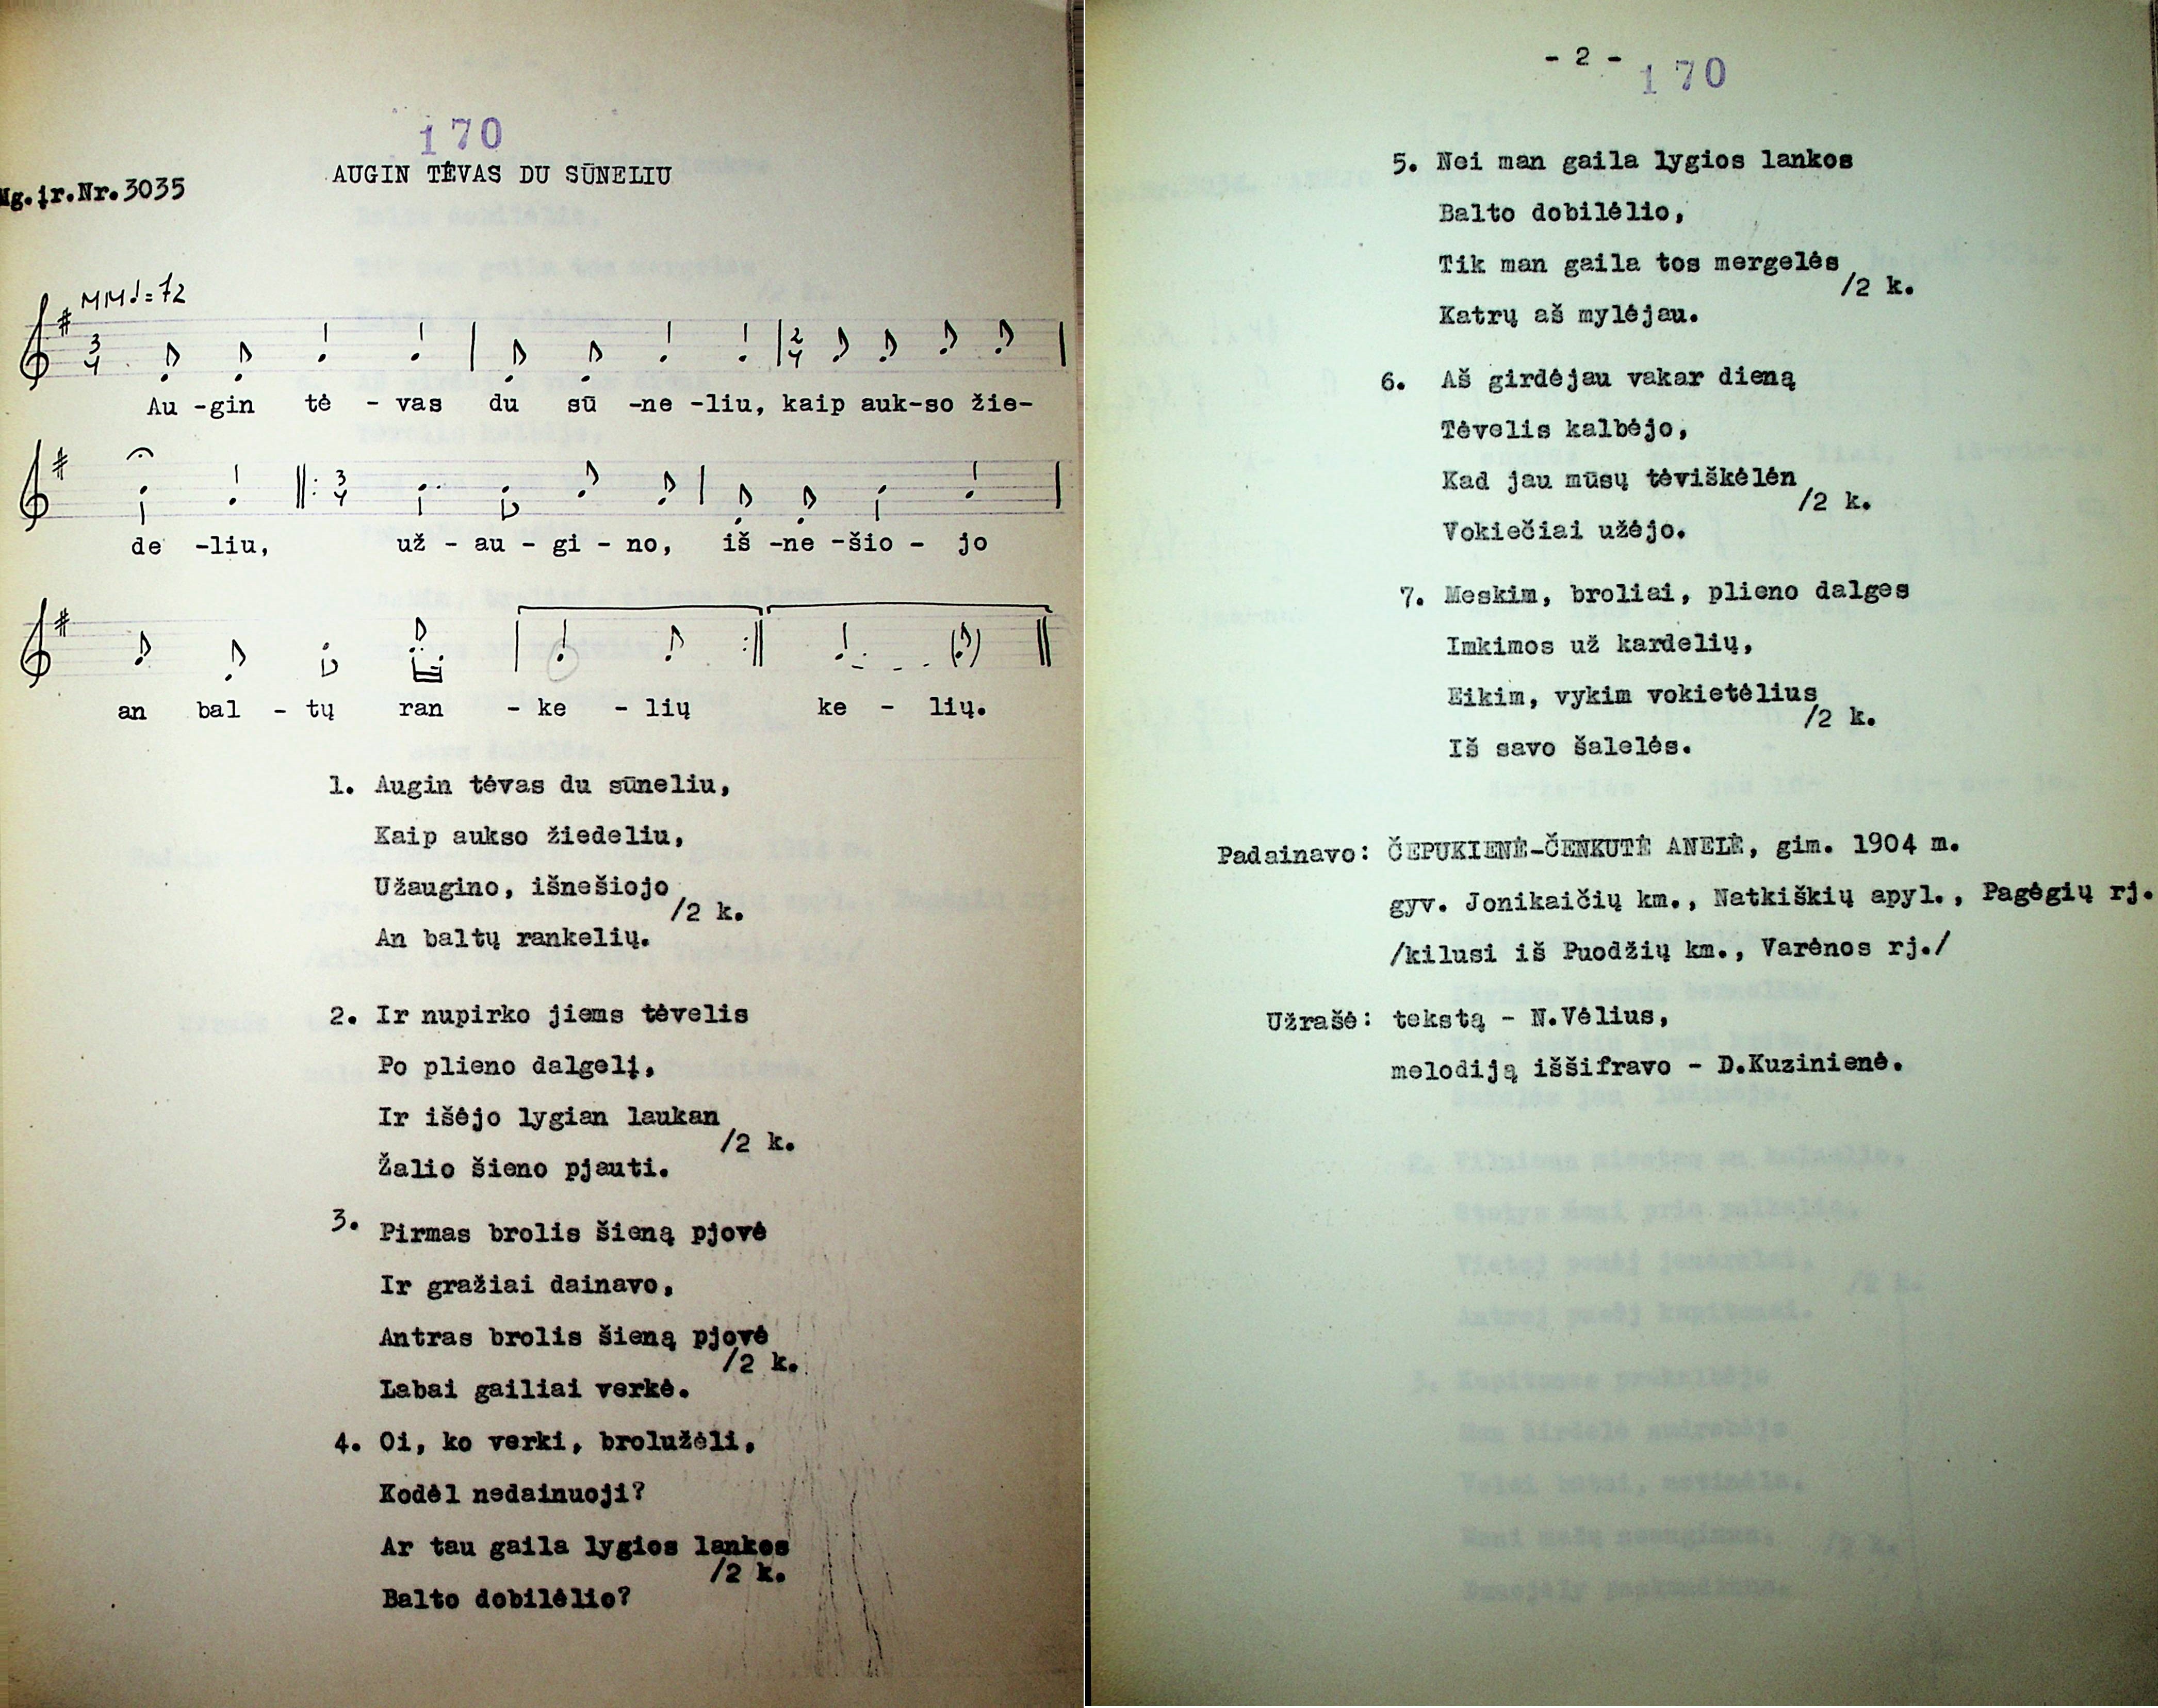 170
AUGIN TĖVAS DU SŪNELIU
Mg.įr.Nr.3035
MM♩=72
3/4 2/4
Au -gin tė - vas du sū -ne -liu, kaip auk-so žie-
3/4
de -liu, už - au - gi - no, iš -ne -šio - jo
an bal - tų ran - ke - lių ke - lių.
1. Augin tėvas du sūneliu,
Kaip aukso žiedeliu,
Užaugino, išnešiojo
/2 k.
An baltų rankelių.
2. Ir nupirko jiems tėvelis
Po plieno dalgelį,
Ir išėjo lygian laukan
/2 k.
Žalio šieno pjauti.
3. Pirmas brolis šieną pjovė
Ir gražiai dainavo,
Antras brolis šieną pjovė
/2 k.
Labai gailiai verkė.
4. Oi, ko verki, brolužėli,
Kodėl nedainuoji?
Ar tau gaila lygios lankos
/2 k.
Balto dobilėlio?
- 2 -
170
5. Nei man gaila lygios lankos
Balto dobilėlio,
Tik man gaila tos mergelės
/2 k.
Katrų aš mylėjau.
6. Aš girdėjau vakar dieną
Tėvelis kalbėjo,
Kad jau mūsų tėviškėlėn
/2 k.
Vokiečiai užėjo.
7. Meskim, broliai, plieno dalges
Imkimos už kardelių,
Eikim, vykim vokietėlius
/2 k.
Iš savo šalelės.
Padainavo: ČEPUKIENĖ-ČENKUTĖ ANELĖ, gim. 1904 m.
gyv. Jonikaičių km., Natkiškių apyl., Pagėgių rj.
/kilusi iš Puodžių km., Varėnos rj./
Užrašė: tekstą - N.Vėlius,
melodiją iššifravo - D.Kuzinienė.